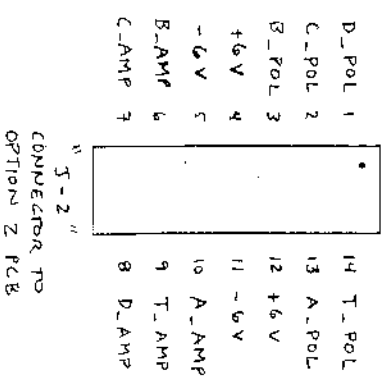 D_POL 1 14 T_POL
C_POL 2 13 A_POL
B_POL 3 12 +6V
+6V 4 11 -6V
-6V 5 10 A_AMP
B_AMP 6 9 T_AMP
C_AMP 7 8 D_AMP
"J-2"
CONNECTOR TO
OPTION Z PCB